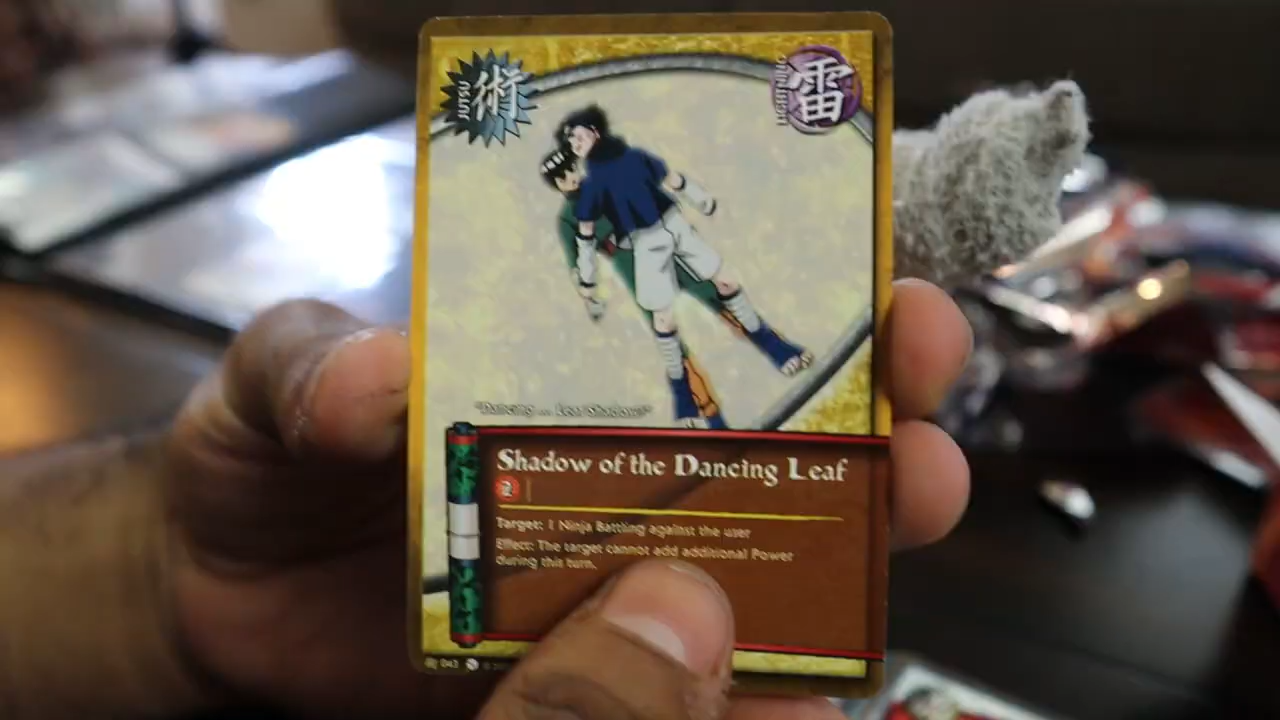 JUTSU 術
LIGHTNING 雷
"Dancing ... Leaf Shadow!"
Shadow of the Dancing Leaf
2
Target: 1 Ninja Battling against the user
Effect: The target cannot add additional Power
during this turn.
043